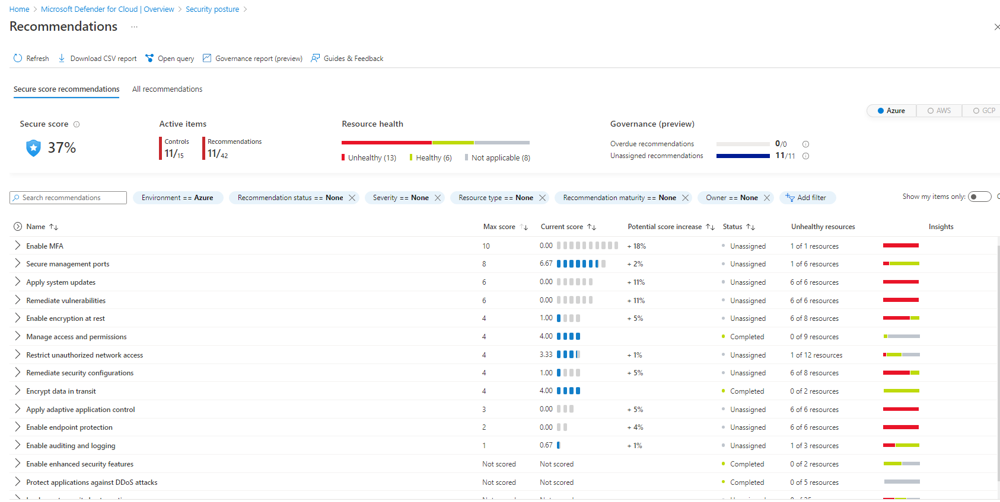 Home > Microsoft Defender for Cloud | Overview > Security posture >
Recommendations ...
Refresh Download CSV report Open query Governance report (preview) Guides & Feedback
Secure score recommendations All recommendations
Azure AWS GCP
Secure score Active items Resource health Governance (preview)
37% Controls 11/15 Recommendations 11/42
Unhealthy (13) Healthy (6) Not applicable (8)
Overdue recommendations 0/0
Unassigned recommendations 11/11
Search recommendations Environment == Azure Recommendation status == None Severity == None Resource type == None Recommendation maturity == None Owner == None Add filter Show my items only:
Name Max score Current score Potential score increase Status Unhealthy resources Insights
Enable MFA 10 0.00 + 18% Unassigned 1 of 1 resources
Secure management ports 8 6.67 + 2% Unassigned 1 of 6 resources
Apply system updates 6 0.00 + 11% Unassigned 6 of 6 resources
Remediate vulnerabilities 6 0.00 + 11% Unassigned 6 of 6 resources
Enable encryption at rest 4 1.00 + 5% Unassigned 6 of 8 resources
Manage access and permissions 4 4.00 Completed 0 of 9 resources
Restrict unauthorized network access 4 3.33 + 1% Unassigned 1 of 12 resources
Remediate security configurations 4 1.00 + 5% Unassigned 6 of 8 resources
Encrypt data in transit 4 4.00 Completed 0 of 2 resources
Apply adaptive application control 3 0.00 + 5% Unassigned 6 of 6 resources
Enable endpoint protection 2 0.00 + 4% Unassigned 6 of 6 resources
Enable auditing and logging 1 0.67 + 1% Unassigned 1 of 3 resources
Enable enhanced security features Not scored Not scored Completed 0 of 2 resources
Protect applications against DDoS attacks Not scored Not scored Completed 0 of 5 resources